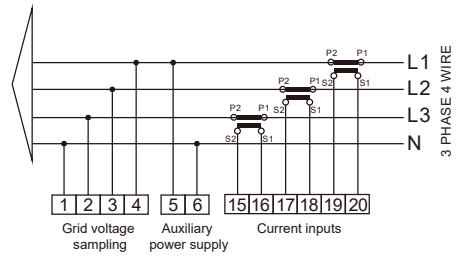 P2 P1
L1
P2 P1 S2 S1
L2
P2 P1 S2 S1
L3
S2 S1
N
3 PHASE 4 WIRE
1 2 3 4 5 6 15 16 17 18 19 20
Grid voltage sampling
Auxiliary power supply
Current inputs